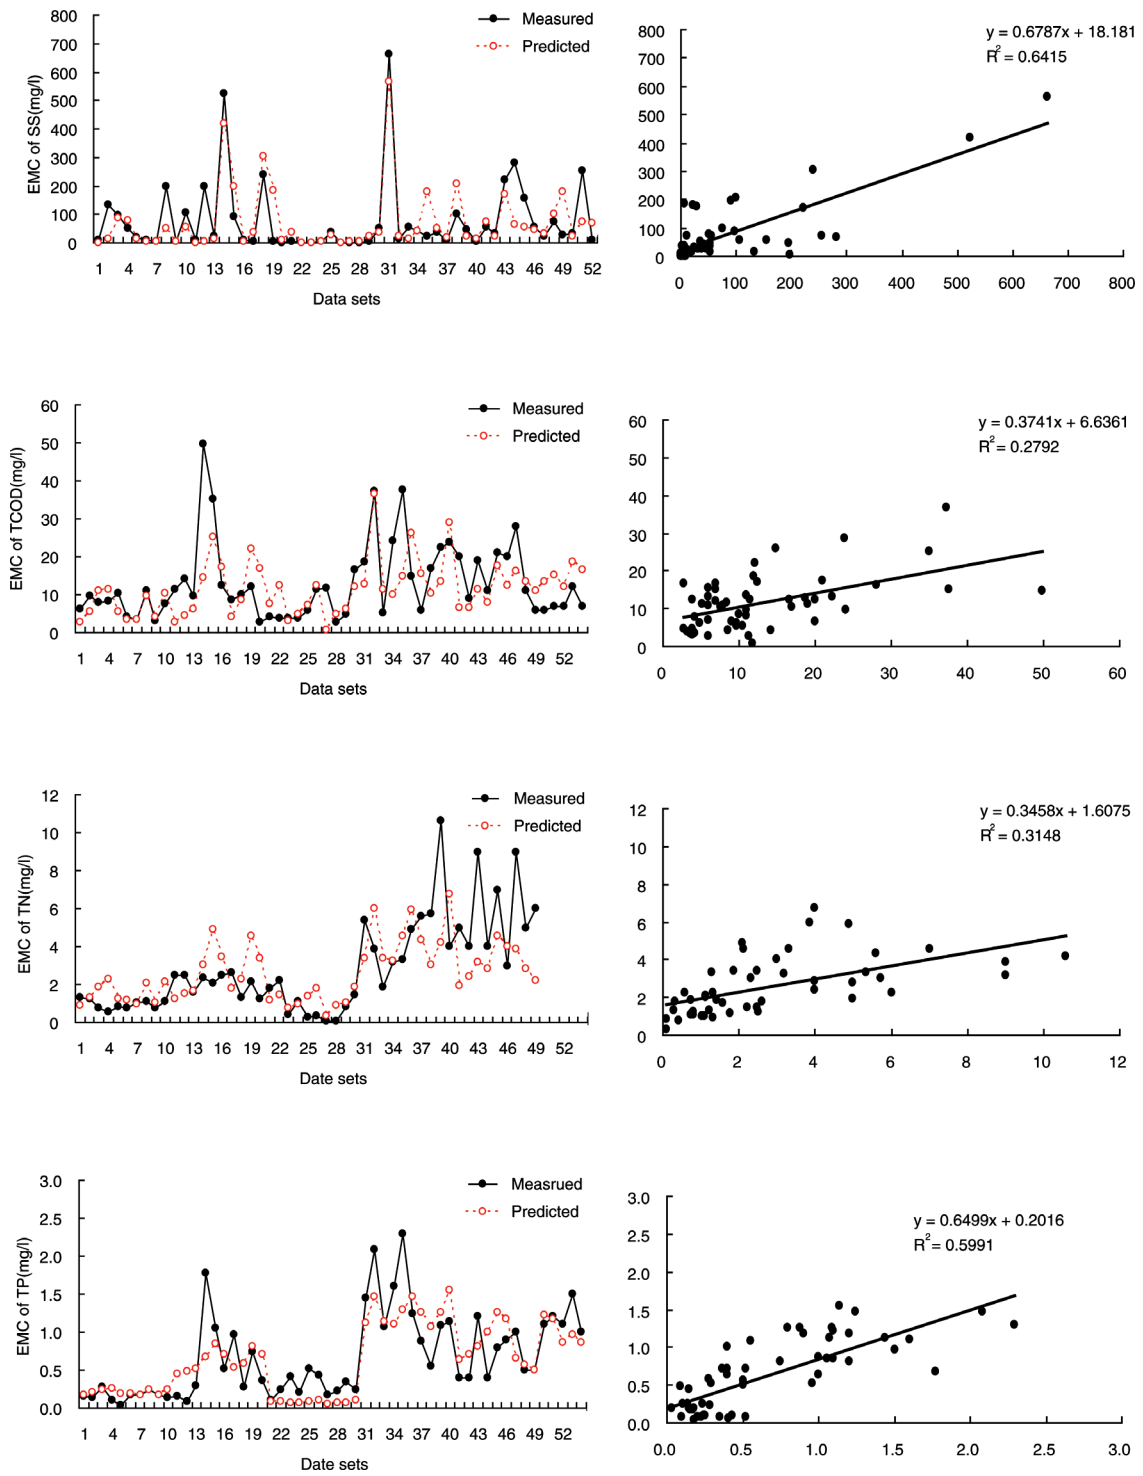 800
700
600
500
400
300
200
100
0
EMC of SS(mg/l)
Measured
Predicted
1 4 7 10 13 16 19 22 25 28 31 34 37 40 43 46 49 52
Data sets
y = 0.6787x + 18.181
R2 = 0.6415
800
700
600
500
400
300
200
100
0
0 100 200 300 400 500 600 700 800
60
50
40
30
20
10
0
EMC of TCOD(mg/l)
Measured
Predicted
1 4 7 10 13 16 19 22 25 28 31 34 37 40 43 46 49 52
Data sets
y = 0.3741x + 6.6361
R2 = 0.2792
60
50
40
30
20
10
0
0 10 20 30 40 50 60
12
10
8
6
4
2
0
EMC of TN(mg/l)
Measured
Predicted
1 4 7 10 13 16 19 22 25 28 31 34 37 40 43 46 49 52
Date sets
y = 0.3458x + 1.6075
R2 = 0.3148
12
10
8
6
4
2
0
0 2 4 6 8 10 12
3.0
2.5
2.0
1.5
1.0
0.5
0.0
EMC of TP(mg/l)
Measrued
Predicted
1 4 7 10 13 16 19 22 25 28 31 34 37 40 43 46 49 52
Date sets
y = 0.6499x + 0.2016
R2 = 0.5991
3.0
2.5
2.0
1.5
1.0
0.5
0.0
0.0 0.5 1.0 1.5 2.0 2.5 3.0